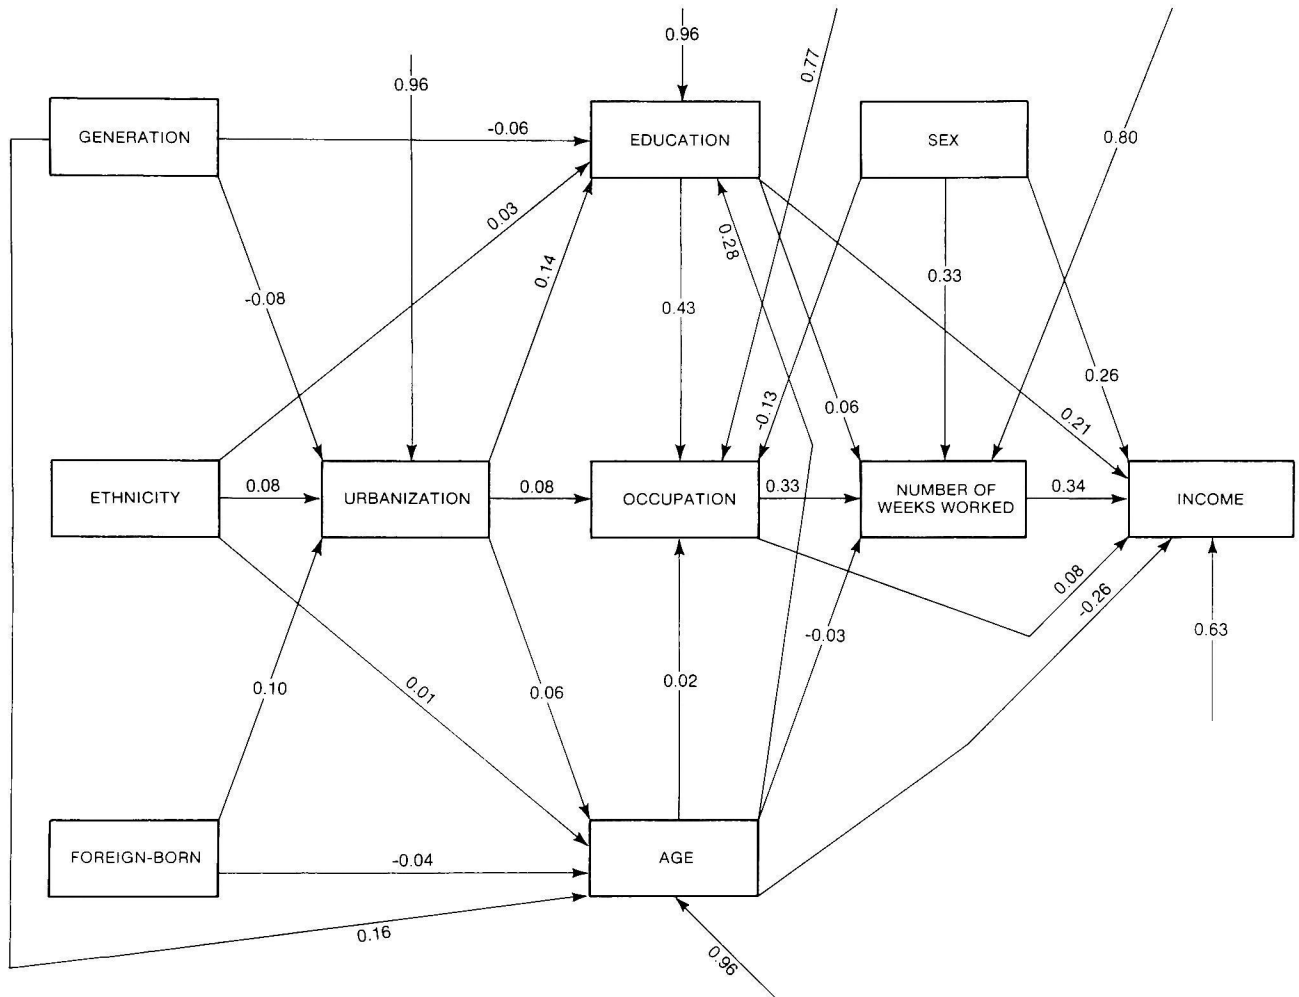 0.96
0.77
0.96
0.80
GENERATION
-0.06
EDUCATION
SEX
0.03
0.28
0.14
0.33
-0.08
0.43
0.26
-0.13
0.06
0.21
ETHNICITY
0.08
URBANIZATION
0.08
OCCUPATION
0.33
NUMBER OF
WEEKS WORKED
0.34
INCOME
0.08
-0.26
0.63
-0.03
0.10
0.01
0.06
0.02
FOREIGN-BORN
-0.04
AGE
0.16
0.96